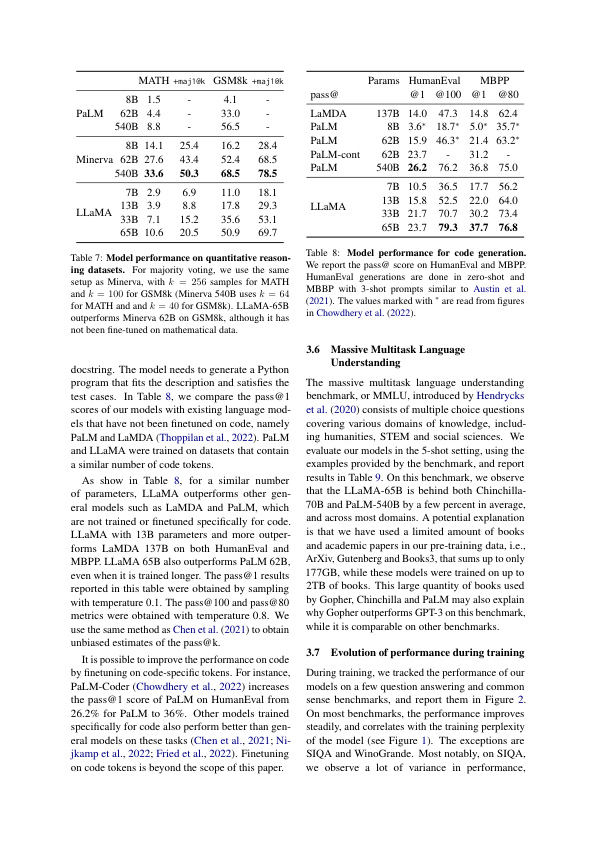 MATH +maj1@k GSM8k +maj1@k
PaLM
8B 1.5 - 4.1 -
62B 4.4 - 33.0 -
540B 8.8 - 56.5 -
Minerva
8B 14.1 25.4 16.2 28.4
62B 27.6 43.4 52.4 68.5
540B 33.6 50.3 68.5 78.5
LLaMA
7B 2.9 6.9 11.0 18.1
13B 3.9 8.8 17.8 29.3
33B 7.1 15.2 35.6 53.1
65B 10.6 20.5 50.9 69.7
Table 7: Model performance on quantitative reason-
ing datasets. For majority voting, we use the same
setup as Minerva, with k = 256 samples for MATH
and k = 100 for GSM8k (Minerva 540B uses k = 64
for MATH and and k = 40 for GSM8k). LLaMA-65B
outperforms Minerva 62B on GSM8k, although it has
not been fine-tuned on mathematical data.
docstring. The model needs to generate a Python
program that fits the description and satisfies the
test cases. In Table 8, we compare the pass@1
scores of our models with existing language mod-
els that have not been finetuned on code, namely
PaLM and LaMDA (Thoppilan et al., 2022). PaLM
and LLaMA were trained on datasets that contain
a similar number of code tokens.
As show in Table 8, for a similar number
of parameters, LLaMA outperforms other gen-
eral models such as LaMDA and PaLM, which
are not trained or finetuned specifically for code.
LLaMA with 13B parameters and more outper-
forms LaMDA 137B on both HumanEval and
MBPP. LLaMA 65B also outperforms PaLM 62B,
even when it is trained longer. The pass@1 results
reported in this table were obtained by sampling
with temperature 0.1. The pass@100 and pass@80
metrics were obtained with temperature 0.8. We
use the same method as Chen et al. (2021) to obtain
unbiased estimates of the pass@k.
It is possible to improve the performance on code
by finetuning on code-specific tokens. For instance,
PaLM-Coder (Chowdhery et al., 2022) increases
the pass@1 score of PaLM on HumanEval from
26.2% for PaLM to 36%. Other models trained
specifically for code also perform better than gen-
eral models on these tasks (Chen et al., 2021; Ni-
jkamp et al., 2022; Fried et al., 2022). Finetuning
on code tokens is beyond the scope of this paper.
Params HumanEval MBPP
pass@ @1 @100 @1 @80
LaMDA 137B 14.0 47.3 14.8 62.4
PaLM 8B 3.6* 18.7* 5.0* 35.7*
PaLM 62B 15.9 46.3* 21.4 63.2*
PaLM-cont 62B 23.7 - 31.2 -
PaLM 540B 26.2 76.2 36.8 75.0
LLaMA
7B 10.5 36.5 17.7 56.2
13B 15.8 52.5 22.0 64.0
33B 21.7 70.7 30.2 73.4
65B 23.7 79.3 37.7 76.8
Table 8: Model performance for code generation.
We report the pass@ score on HumanEval and MBPP.
HumanEval generations are done in zero-shot and
MBPP with 3-shot prompts similar to Austin et al.
(2021). The values marked with * are read from figures
in Chowdhery et al. (2022).
3.6 Massive Multitask Language
Understanding
The massive multitask language understanding
benchmark, or MMLU, introduced by Hendrycks
et al. (2020) consists of multiple choice questions
covering various domains of knowledge, includ-
ing humanities, STEM and social sciences. We
evaluate our models in the 5-shot setting, using the
examples provided by the benchmark, and report
results in Table 9. On this benchmark, we observe
that the LLaMA-65B is behind both Chinchilla-
70B and PaLM-540B by a few percent in average,
and across most domains. A potential explanation
is that we have used a limited amount of books
and academic papers in our pre-training data, i.e.,
ArXiv, Gutenberg and Books3, that sums up to only
177GB, while these models were trained on up to
2TB of books. This large quantity of books used
by Gopher, Chinchilla and PaLM may also explain
why Gopher outperforms GPT-3 on this benchmark,
while it is comparable on other benchmarks.
3.7 Evolution of performance during training
During training, we tracked the performance of our
models on a few question answering and common
sense benchmarks, and report them in Figure 2.
On most benchmarks, the performance improves
steadily, and correlates with the training perplexity
of the model (see Figure 1). The exceptions are
SIQA and WinoGrande. Most notably, on SIQA,
we observe a lot of variance in performance,